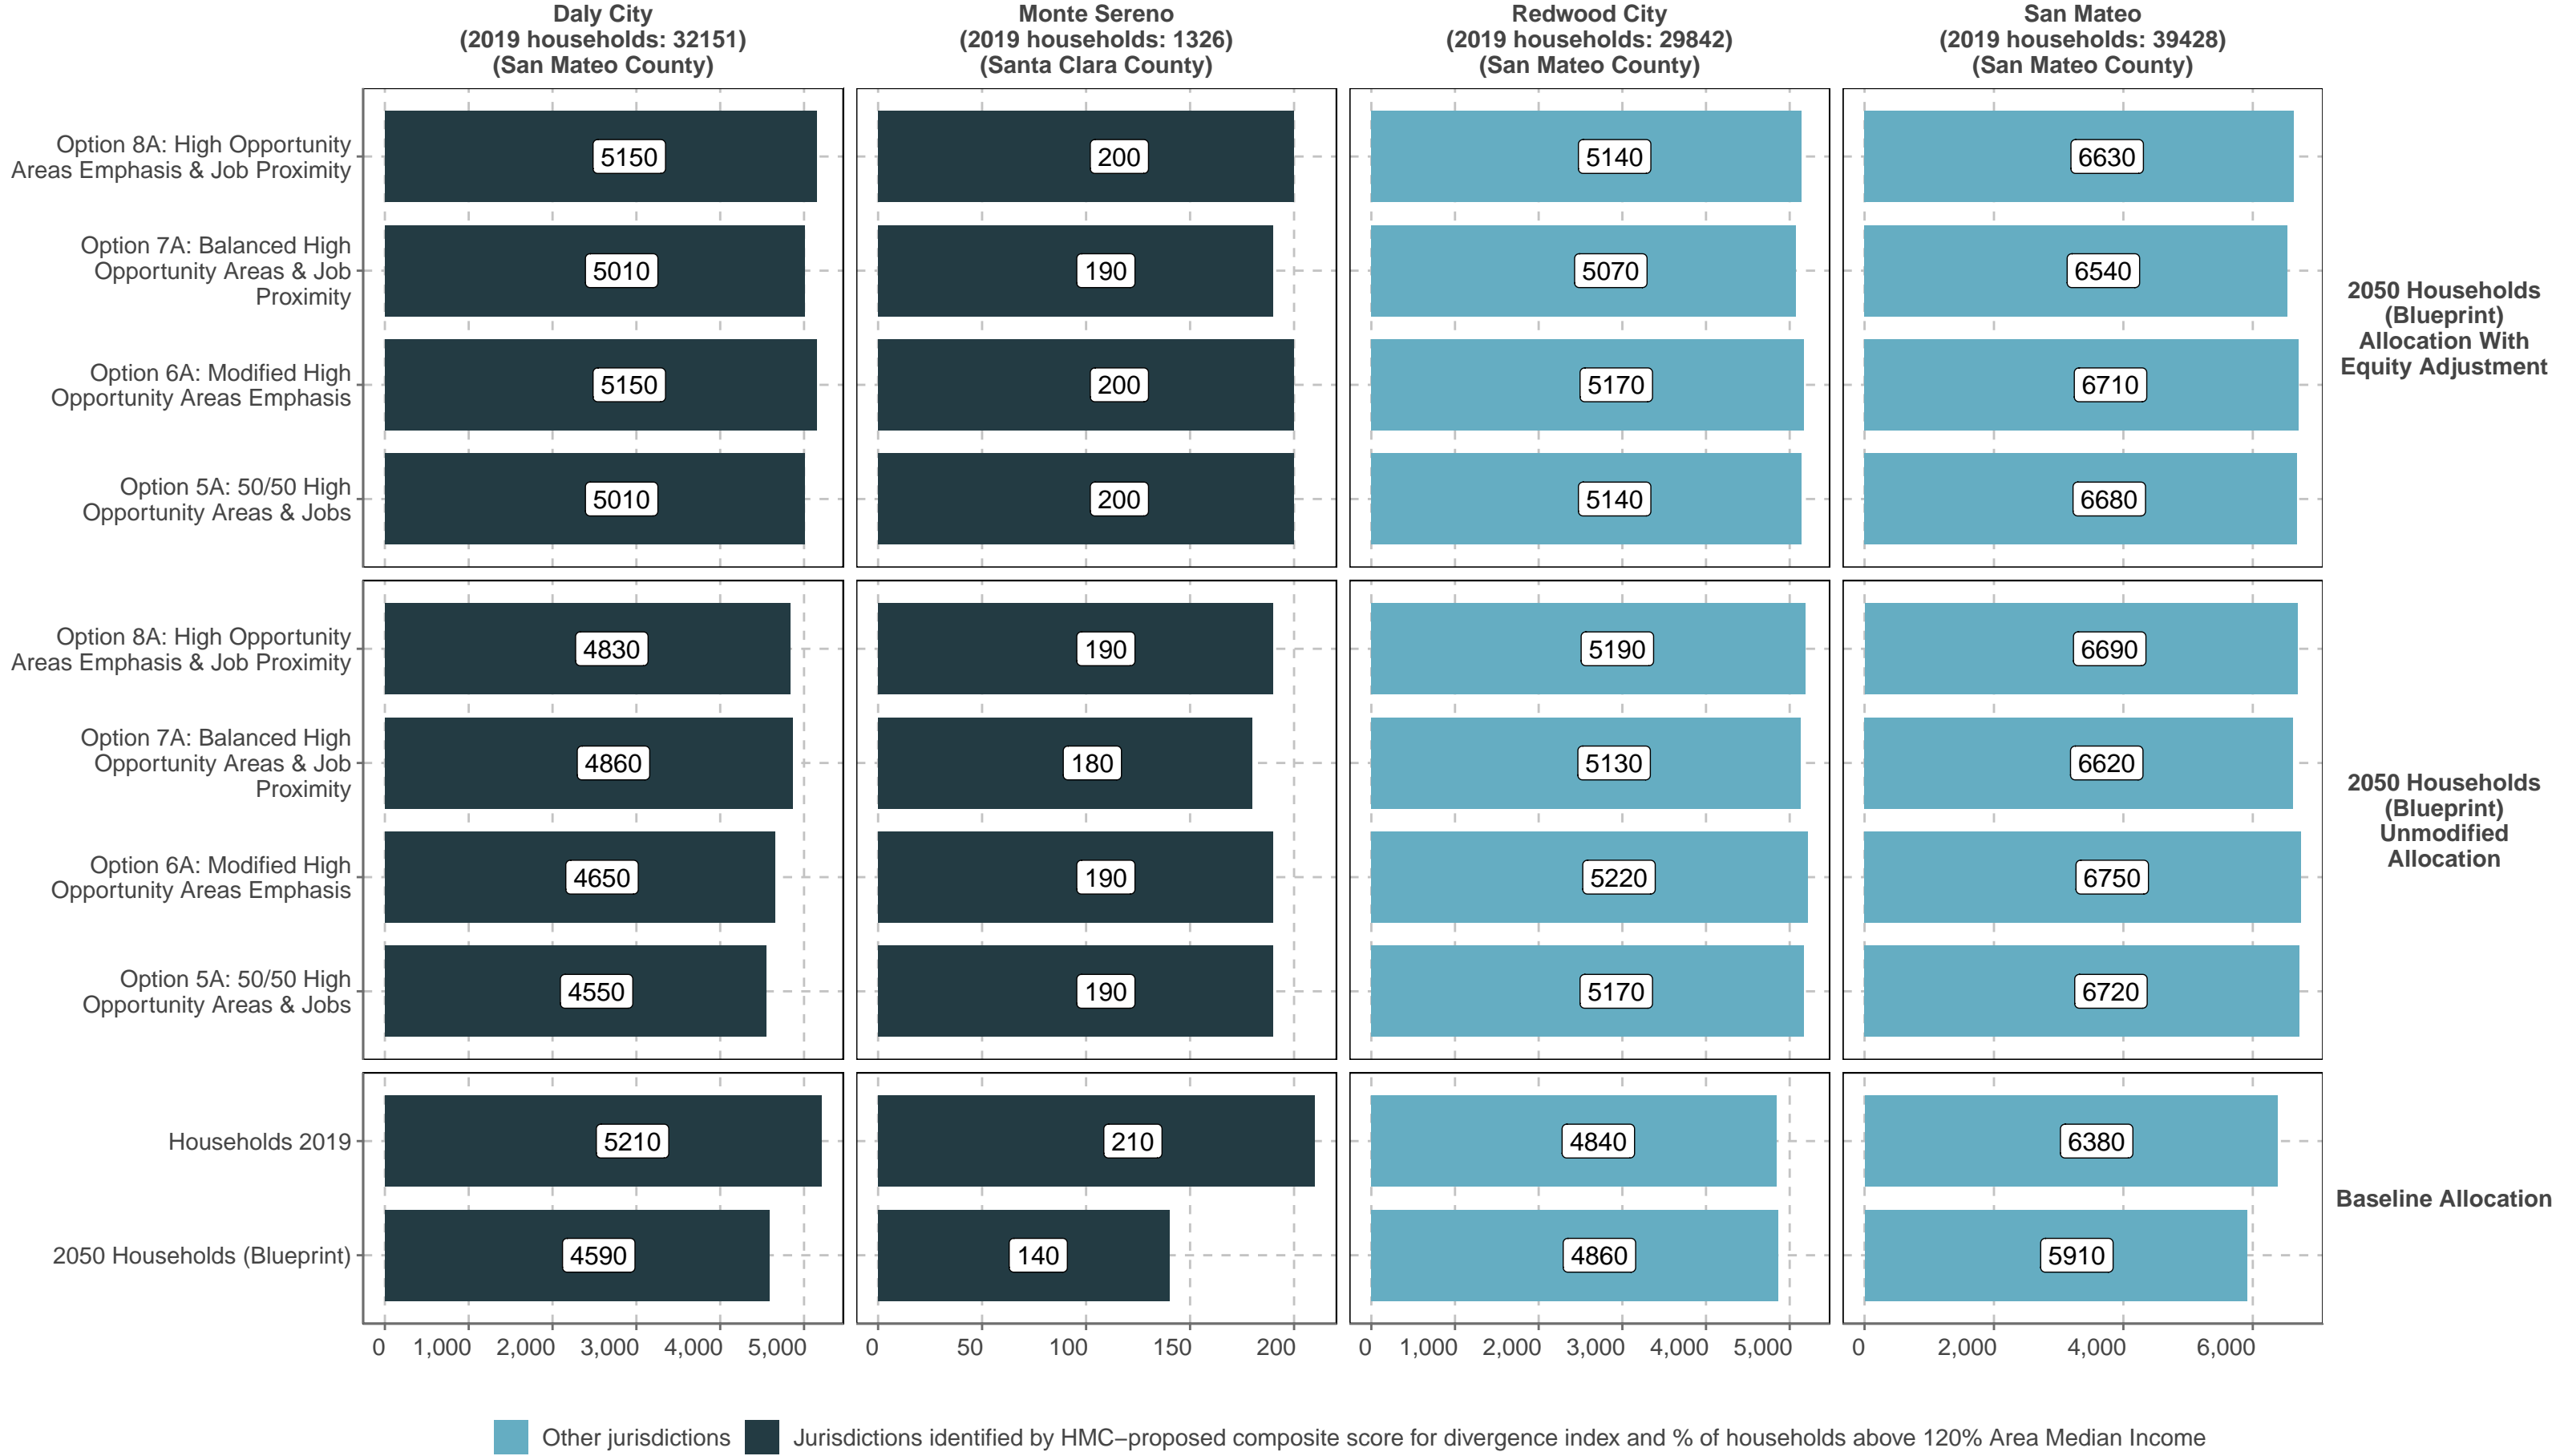 Daly City
(2019 households: 32151)
(San Mateo County)
Monte Sereno
(2019 households: 1326)
(Santa Clara County)
Redwood City
(2019 households: 29842)
(San Mateo County)
San Mateo
(2019 households: 39428)
(San Mateo County)
Option 8A: High Opportunity
Areas Emphasis & Job Proximity
5150
200
5140
6630
Option 7A: Balanced High
Opportunity Areas & Job
Proximity
5010
190
5070
6540
Option 6A: Modified High
Opportunity Areas Emphasis
5150
200
5170
6710
Option 5A: 50/50 High
Opportunity Areas & Jobs
5010
200
5140
6680
2050 Households
(Blueprint)
Allocation With
Equity Adjustment
Option 8A: High Opportunity
Areas Emphasis & Job Proximity
4830
190
5190
6690
Option 7A: Balanced High
Opportunity Areas & Job
Proximity
4860
180
5130
6620
Option 6A: Modified High
Opportunity Areas Emphasis
4650
190
5220
6750
Option 5A: 50/50 High
Opportunity Areas & Jobs
4550
190
5170
6720
2050 Households
(Blueprint)
Unmodified
Allocation
Households 2019
5210
210
4840
6380
2050 Households (Blueprint)
4590
140
4860
5910
Baseline Allocation
0 1,000 2,000 3,000 4,000 5,000
0 50 100 150 200
0 1,000 2,000 3,000 4,000 5,000
0 2,000 4,000 6,000
Other jurisdictions
Jurisdictions identified by HMC−proposed composite score for divergence index and % of households above 120% Area Median Income